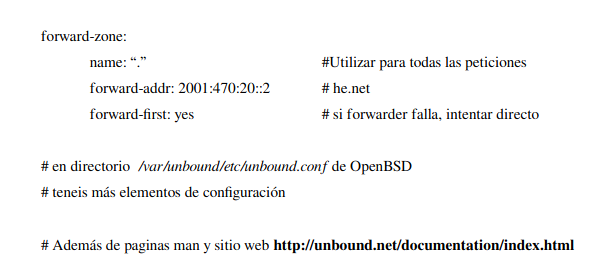 forward-zone:
name: “.” #Utilizar para todas las peticiones
forward-addr: 2001:470:20::2 # he.net
forward-first: yes # si forwarder falla, intentar directo
# en directorio /var/unbound/etc/unbound.conf de OpenBSD
# teneis más elementos de configuración
# Además de paginas man y sitio web http://unbound.net/documentation/index.html